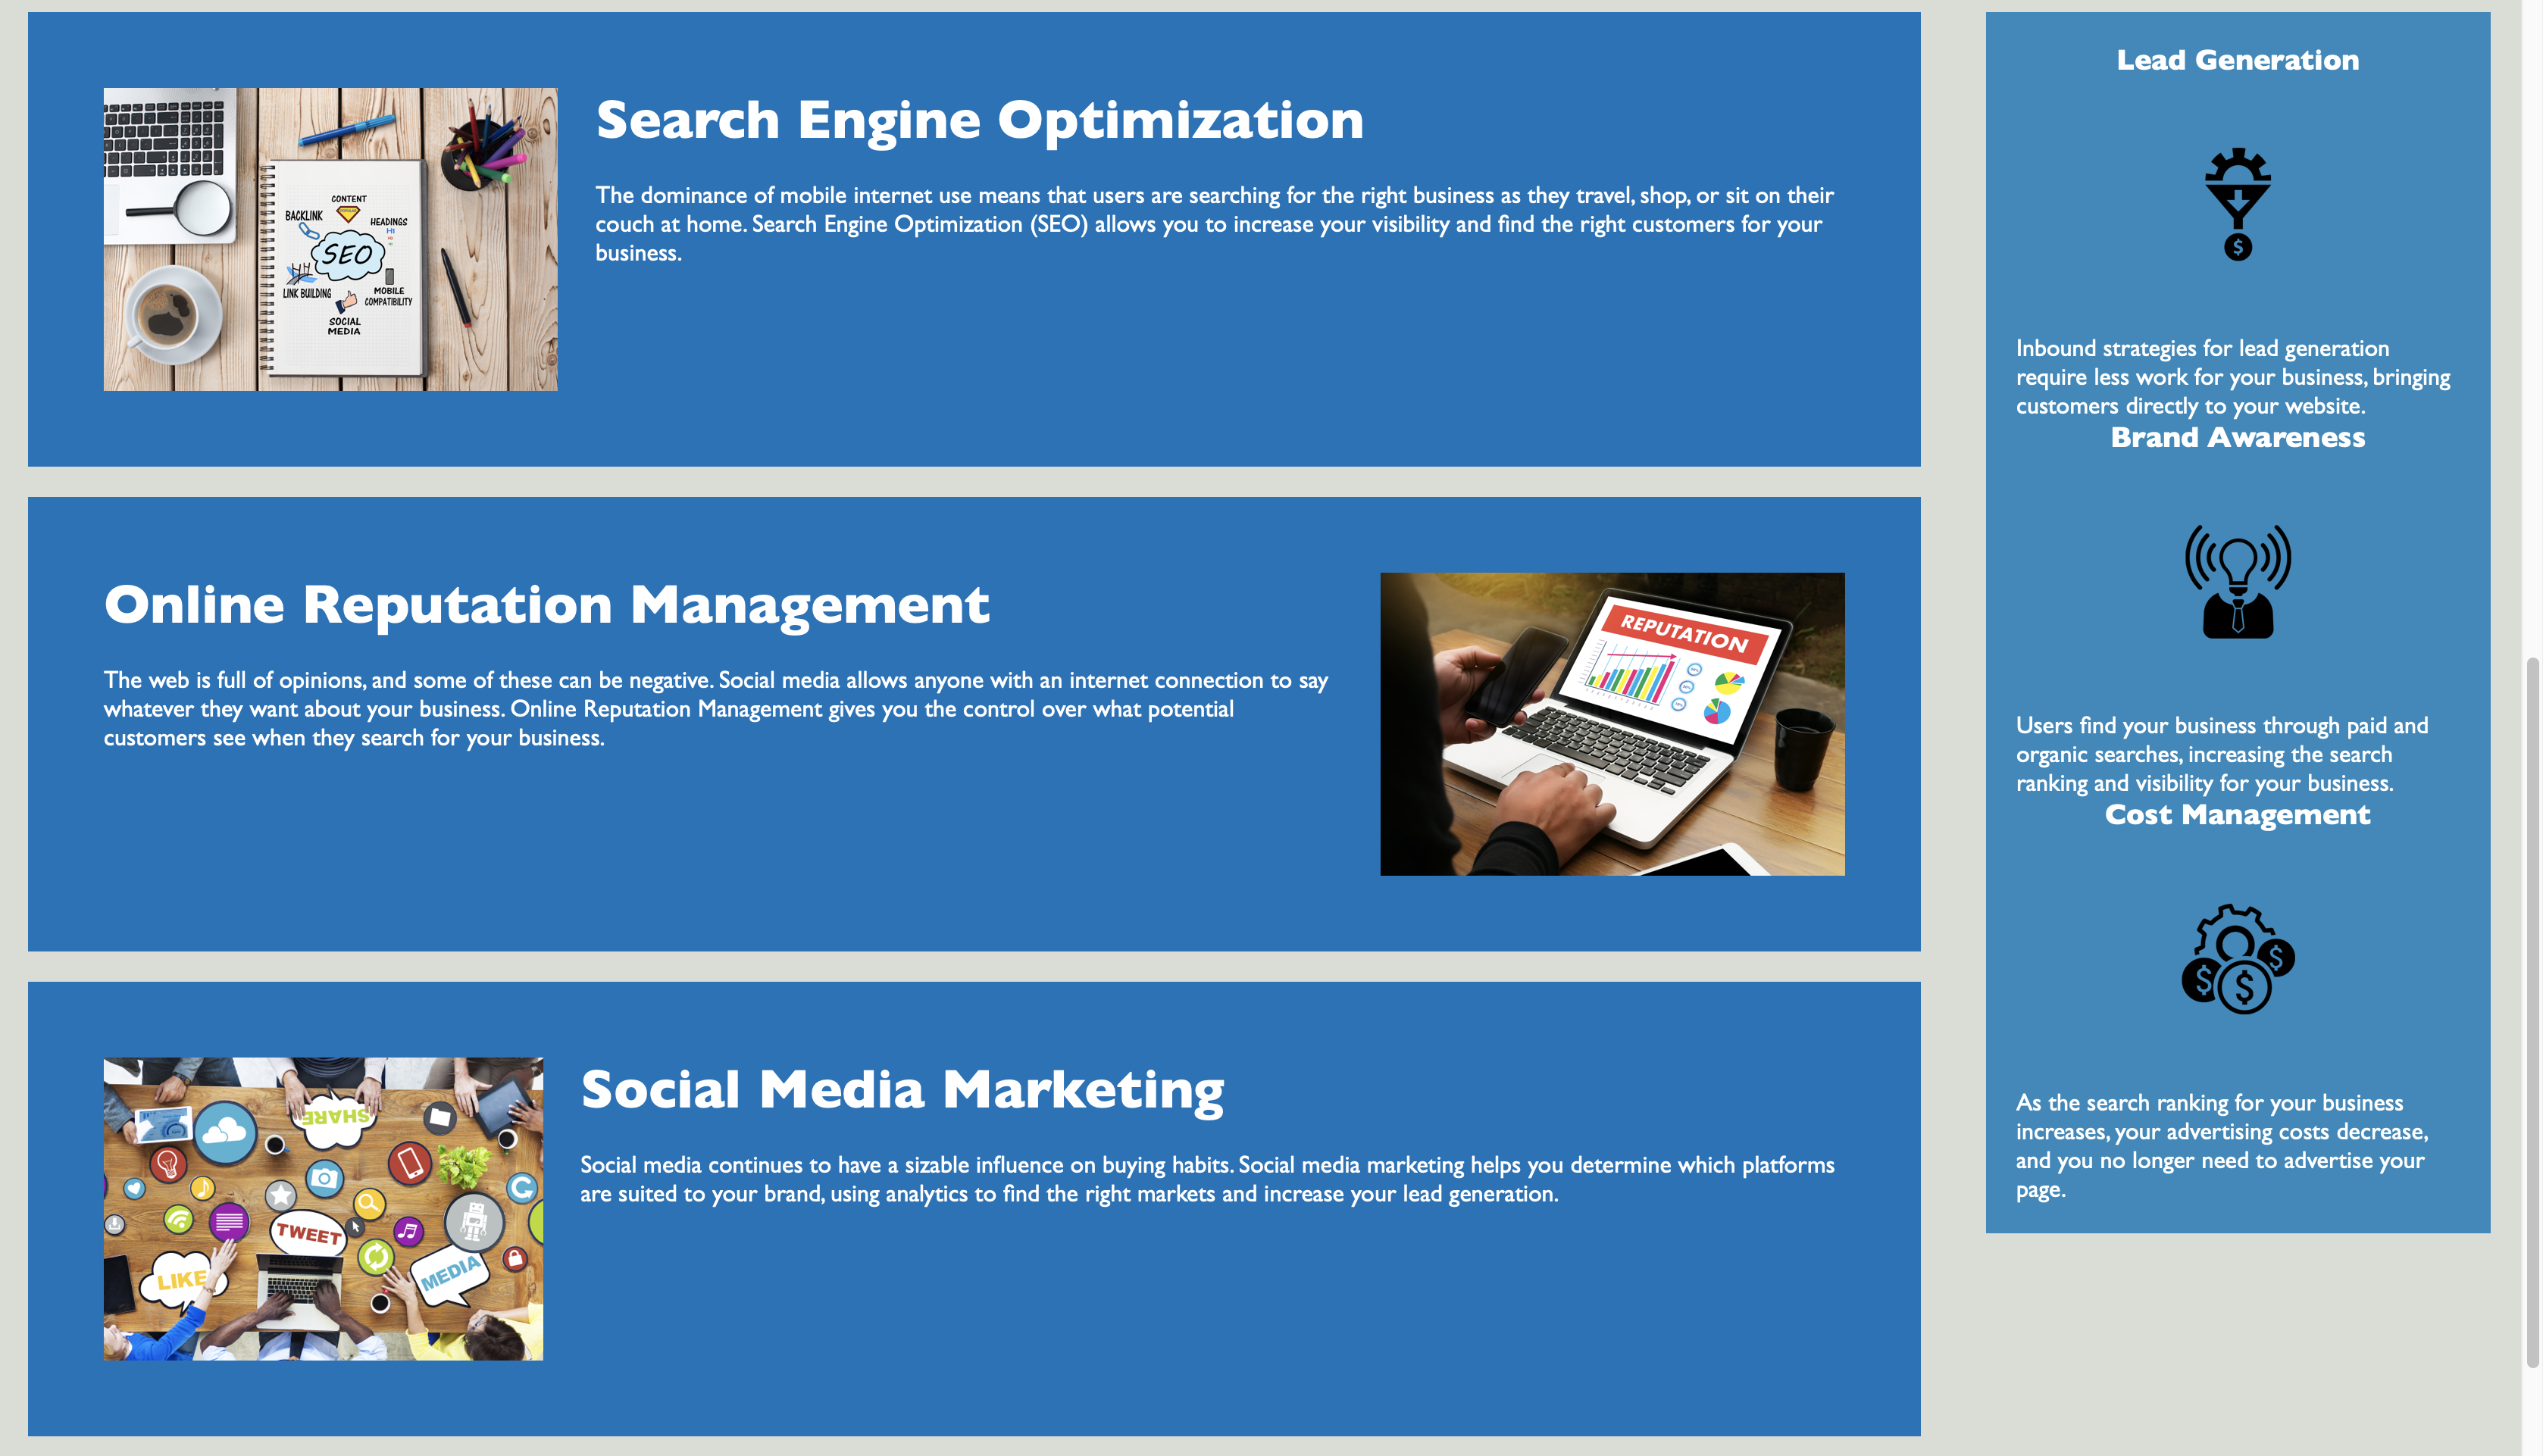 Search Engine Optimization
The dominance of mobile internet use means that users are searching for the right business as they travel, shop, or sit on their
couch at home. Search Engine Optimization (SEO) allows you to increase your visibility and find the right customers for your
business.
CONTENT
BACKLINK
HEADINGS
H1
SEO
LINK BUILDING
MOBILE
COMPATIBILITY
SOCIAL
MEDIA
Online Reputation Management
The web is full of opinions, and some of these can be negative. Social media allows anyone with an internet connection to say
whatever they want about your business. Online Reputation Management gives you the control over what potential
customers see when they search for your business.
REPUTATION
Social Media Marketing
Social media continues to have a sizable influence on buying habits. Social media marketing helps you determine which platforms
are suited to your brand, using analytics to find the right markets and increase your lead generation.
SHARE
TWEET
LIKE
MEDIA
Lead Generation
$
Inbound strategies for lead generation
require less work for your business, bringing
customers directly to your website.
Brand Awareness
Users find your business through paid and
organic searches, increasing the search
ranking and visibility for your business.
Cost Management
$ $ $
As the search ranking for your business
increases, your advertising costs decrease,
and you no longer need to advertise your
page.